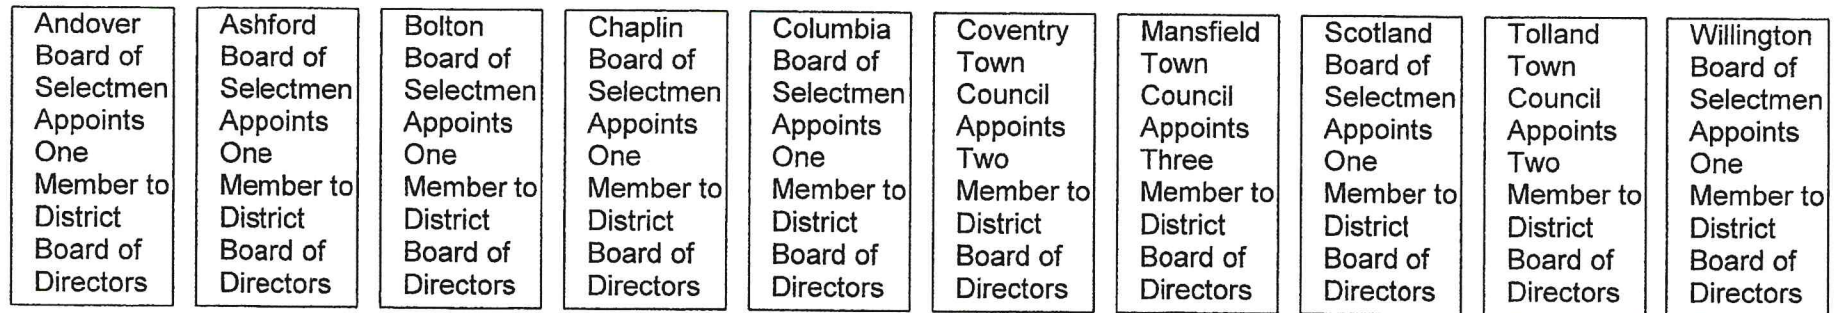 Andover
Board of
Selectmen
Appoints
One
Member to
District
Board of
Directors
Ashford
Board of
Selectmen
Appoints
One
Member to
District
Board of
Directors
Bolton
Board of
Selectmen
Appoints
One
Member to
District
Board of
Directors
Chaplin
Board of
Selectmen
Appoints
One
Member to
District
Board of
Directors
Columbia
Board of
Selectmen
Appoints
One
Member to
District
Board of
Directors
Coventry
Town
Council
Appoints
Two
Member to
District
Board of
Directors
Mansfield
Town
Council
Appoints
Three
Member to
District
Board of
Directors
Scotland
Board of
Selectmen
Appoints
One
Member to
District
Board of
Directors
Tolland
Town
Council
Appoints
Two
Member to
District
Board of
Directors
Willington
Board of
Selectmen
Appoints
One
Member to
District
Board of
Directors